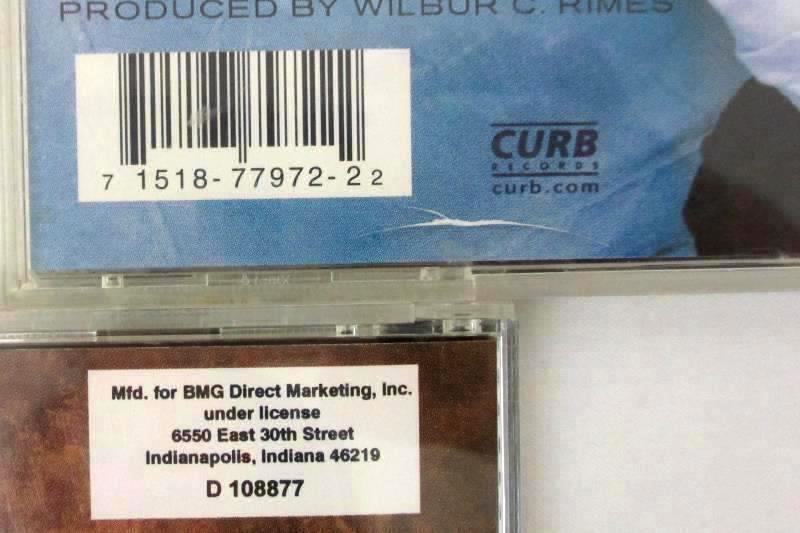 PRODUCED BY WILBUR C. RIMES
7 1518-77972-2 2
CURB
RECORDS
curb.com
Mfd. for BMG Direct Marketing, Inc.
under license
6550 East 30th Street
Indianapolis, Indiana 46219
D 108877